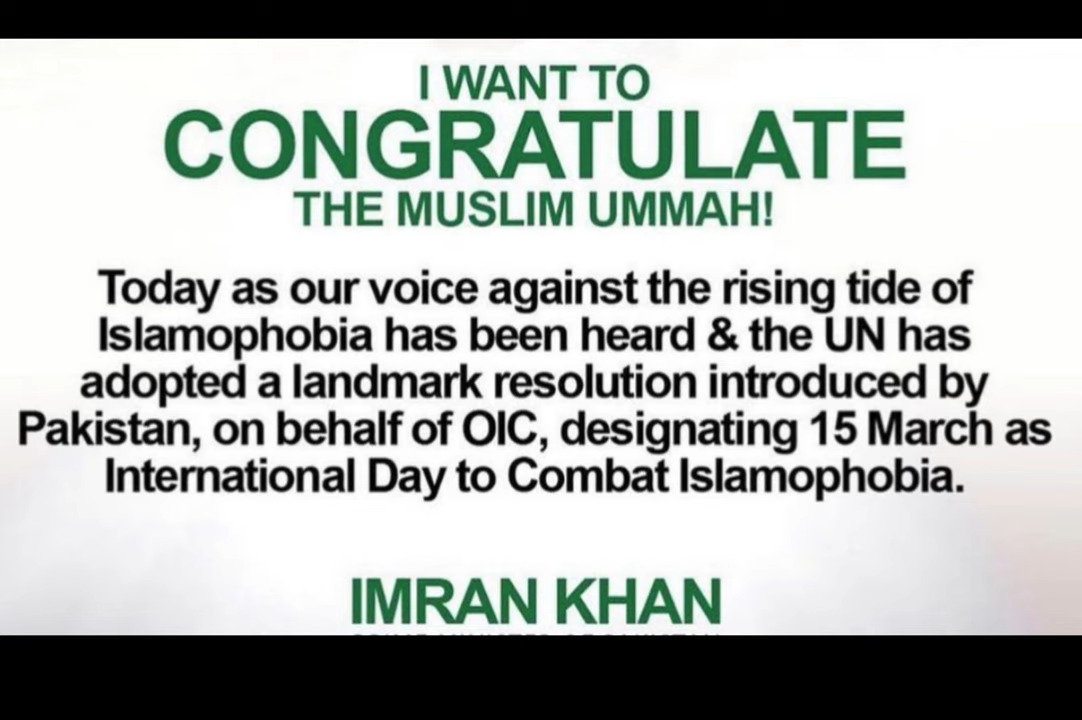 I WANT TO
CONGRATULATE
THE MUSLIM UMMAH!
Today as our voice against the rising tide of
Islamophobia has been heard & the UN has
adopted a landmark resolution introduced by
Pakistan, on behalf of OIC, designating 15 March as
International Day to Combat Islamophobia.
IMRAN KHAN